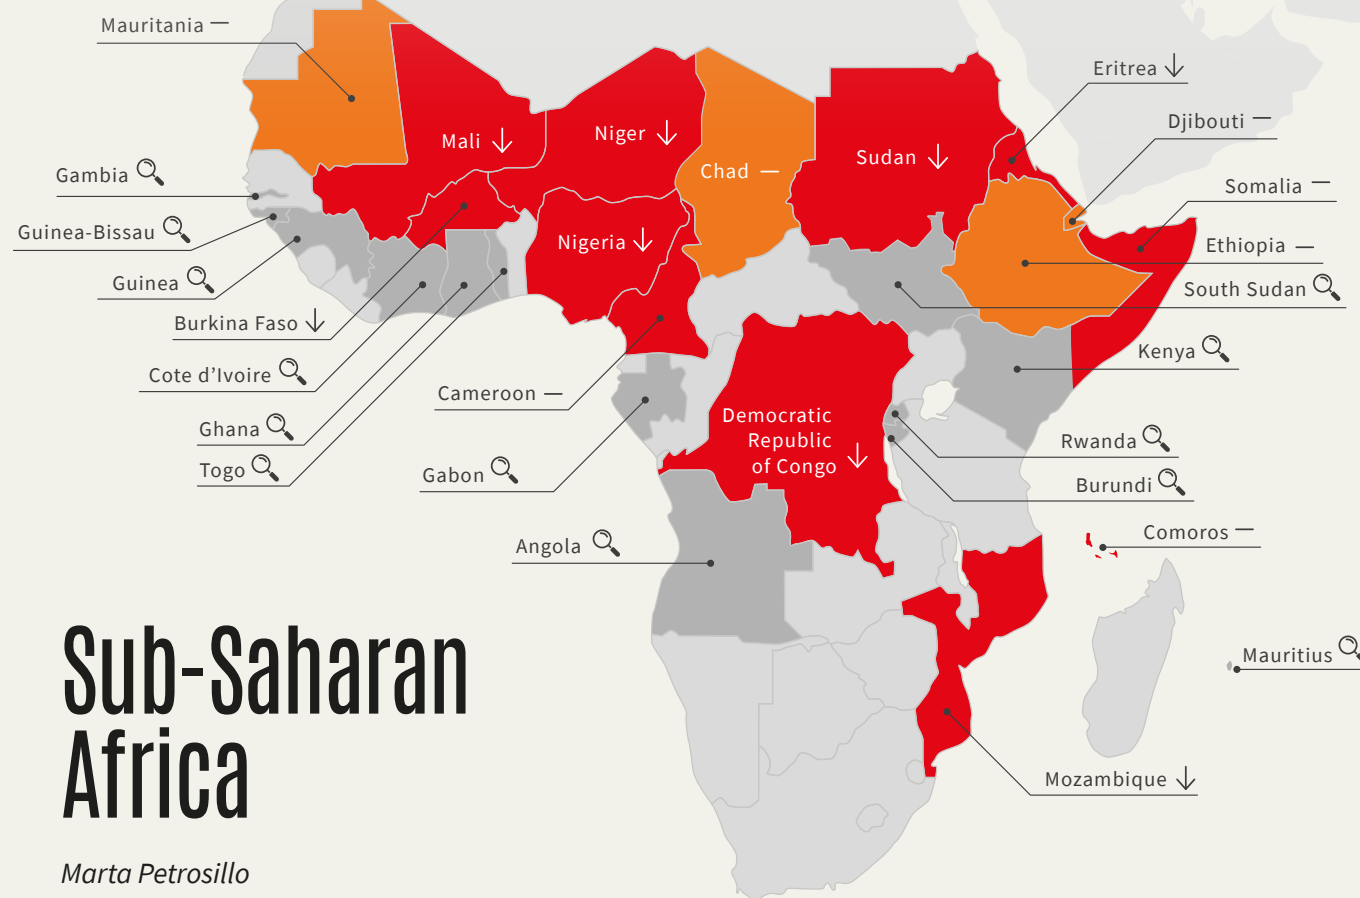 Mauritania
Eritrea
Djibouti
Mali
Niger
Sudan
Chad
Gambia
Somalia
Guinea-Bissau
Nigeria
Ethiopia
Guinea
South Sudan
Burkina Faso
Kenya
Cote d’Ivoire
Cameroon
Democratic
Republic
of Congo
Ghana
Rwanda
Togo
Gabon
Burundi
Comoros
Angola
Mauritius
Sub-Saharan
Africa
Mozambique
Marta Petrosillo